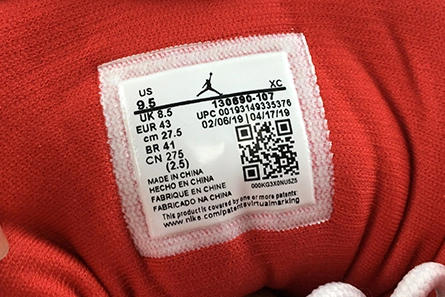 US XC
9.5 130690-107
UK 8.5 UPC 00193149335376
EUR 43 02/06/19 | 04/17/19
cm 27.5
BR 41
CN 275
(2.5)
MADE IN CHINA
HECHO EN CHINA
FABRIQUE EN CHINE
FABRICADO NA CHINA
000KG3X0NU5Z5
This product is covered by one or more patents:
www.nike.com/patentsvirtualmarking